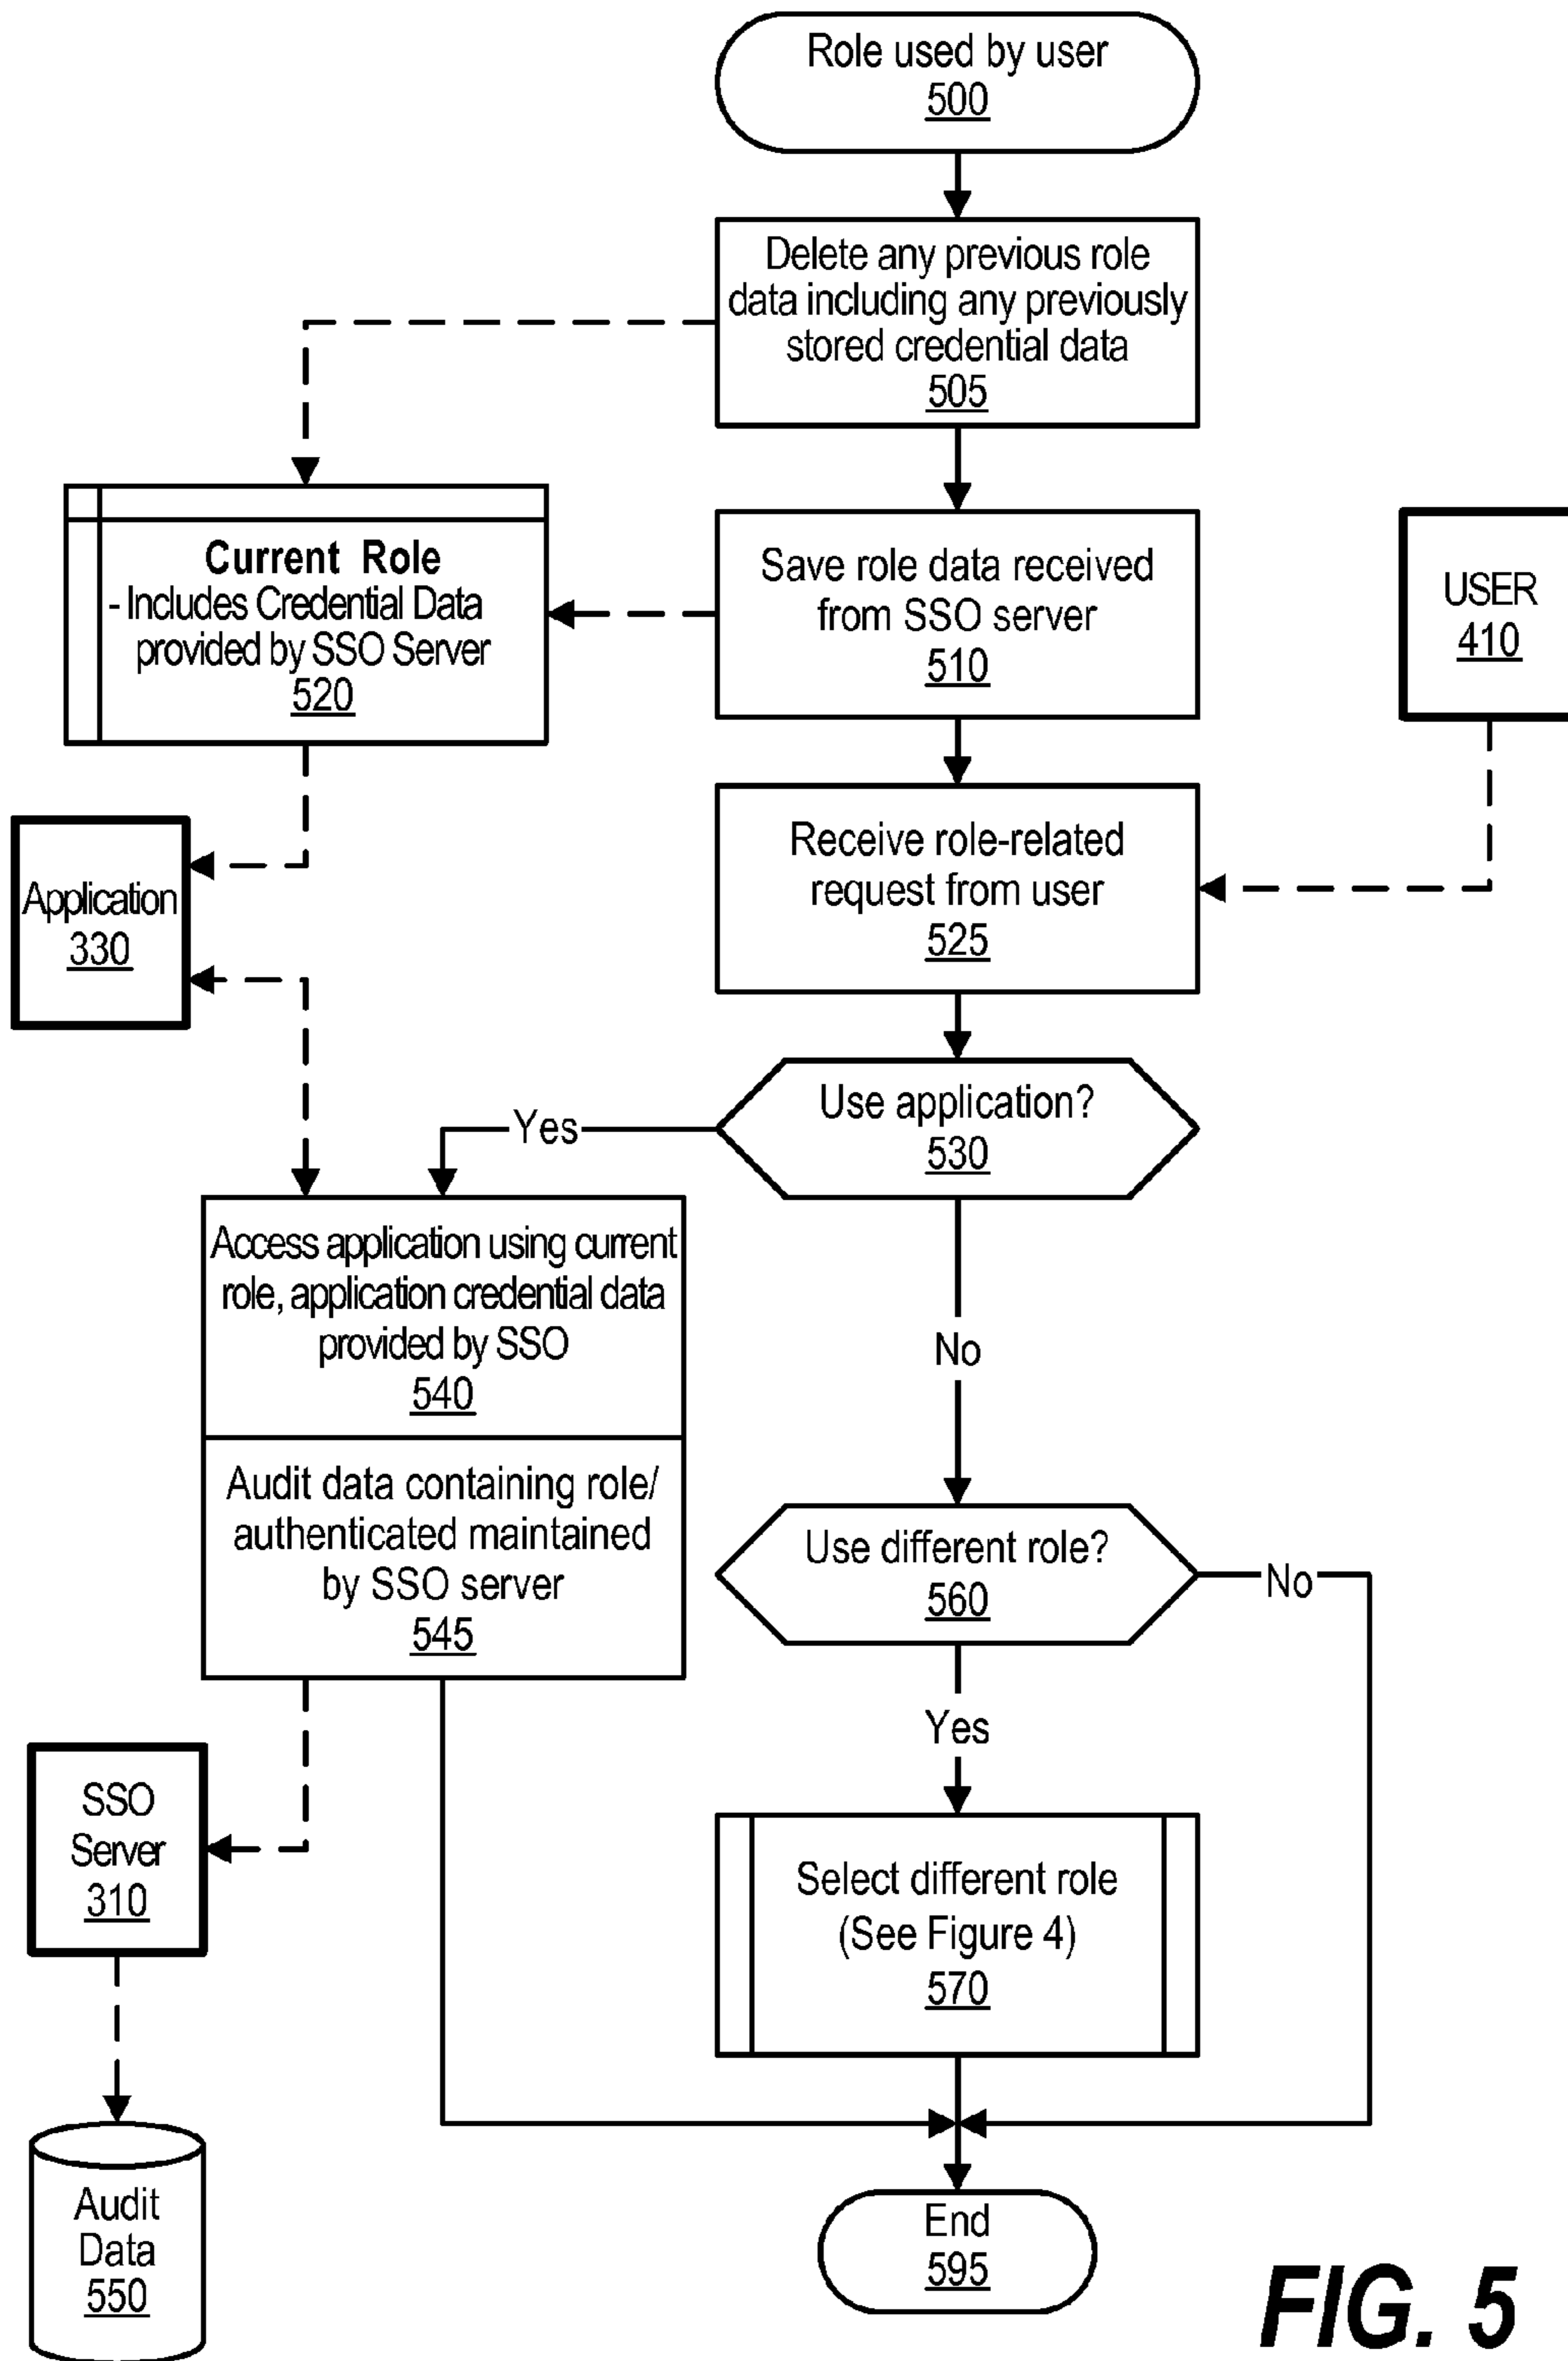 Role used by user
500
Delete any previous role
data including any previously
stored credential data
505
Current Role
- Includes Credential Data
provided by SSO Server
520
Save role data received
from SSO server
510
USER
410
Application
330
Receive role-related
request from user
525
Use application?
530
Yes
No
Access application using current
role, application credential data
provided by SSO
540
Audit data containing role/
authenticated maintained
by SSO server
545
Use different role?
560
No
Yes
SSO
Server
310
Select different role
(See Figure 4)
570
Audit
Data
550
End
595
FIG. 5